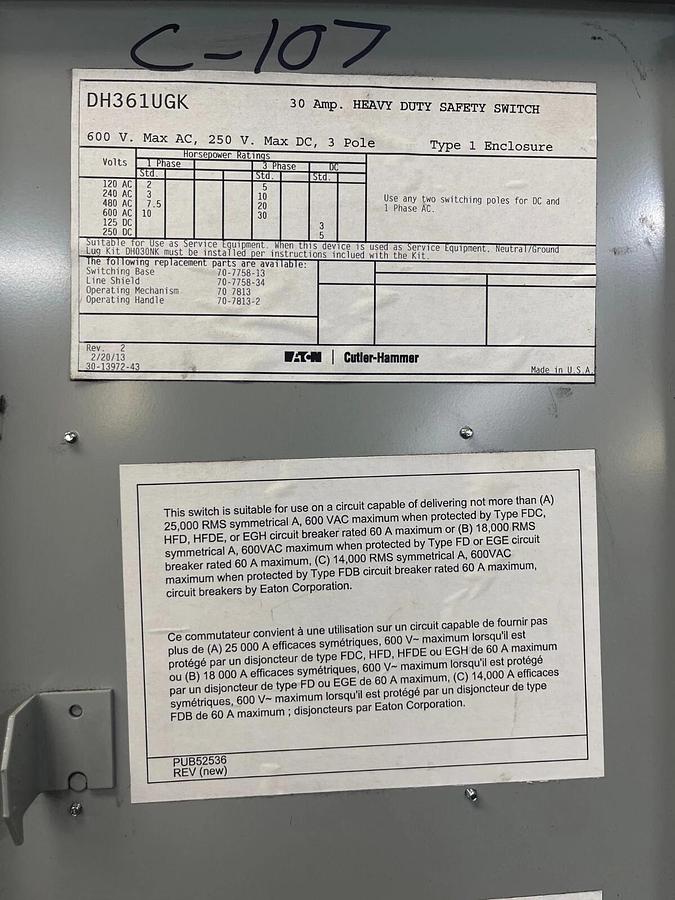 C-107
DH361UGK 30 Amp. HEAVY DUTY SAFETY SWITCH
600 V. Max AC, 250 V. Max DC, 3 Pole Type 1 Enclosure
Horsepower Ratings
Volts 1 Phase 3 Phase DC
Std. Std. Std.
120 AC 2
240 AC 3 5
480 AC 7.5 10
600 AC 10 20
125 DC 30 3
250 DC 5
Use any two switching poles for DC and
1 Phase AC.
Suitable for Use as Service Equipment. When this device is used as Service Equipment, Neutral/Ground
Lug Kit DH030NK must be installed per instructions inclued with the Kit.
The following replacement parts are available:
Switching Base 70-7758-13
Line Shield 70-7758-34
Operating Mechanism 70 7813
Operating Handle 70-7813-2
Rev. 2
2/20/13
30-13972-43
EATON | Cutler-Hammer
Made in U.S.A.
This switch is suitable for use on a circuit capable of delivering not more than (A)
25,000 RMS symmetrical A, 600 VAC maximum when protected by Type FDC,
HFD, HFDE, or EGH circuit breaker rated 60 A maximum or (B) 18,000 RMS
symmetrical A, 600VAC maximum when protected by Type FD or EGE circuit
breaker rated 60 A maximum, (C) 14,000 RMS symmetrical A, 600VAC
maximum when protected by Type FDB circuit breaker rated 60 A maximum,
circuit breakers by Eaton Corporation.
Ce commutateur convient à une utilisation sur un circuit capable de fournir pas
plus de (A) 25 000 A efficaces symétriques, 600 V~ maximum lorsqu'il est
protégé par un disjoncteur de type FDC, HFD, HFDE ou EGH de 60 A maximum
ou (B) 18 000 A efficaces symétriques, 600 V~ maximum lorsqu'il est protégé
par un disjoncteur de type FD ou EGE de 60 A maximum, (C) 14,000 A efficaces
symétriques, 600 V~ maximum lorsqu'il est protégé par un disjoncteur de type
FDB de 60 A maximum ; disjoncteurs par Eaton Corporation.
PUB52536
REV (new)